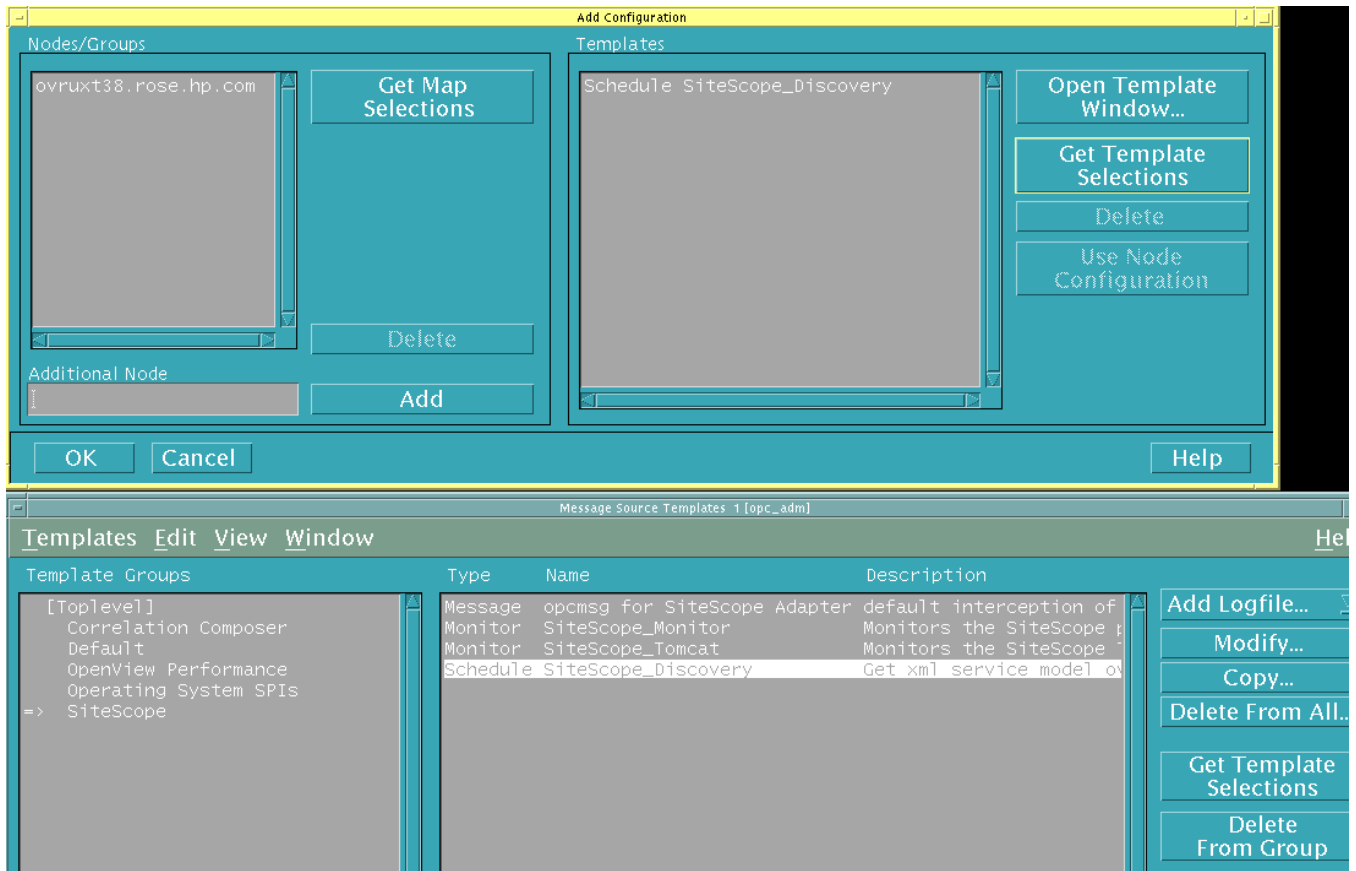 Add Configuration
Nodes/Groups
ovruxt38.rose.hp.com
Get Map
Selections
Delete
Additional Node
Add
Templates
Schedule SiteScope_Discovery
Open Template
Window...
Get Template
Selections
Delete
Use Node
Configuration
OK
Cancel
Help
Message Source Templates 1 [opc_adm]
Templates Edit View Window
Hel
Template Groups
[Toplevel]
Correlation Composer
Default
OpenView Performance
Operating System SPIs
=> SiteScope
Type Name Description
Message opcmsg for SiteScope Adapter default interception of
Monitor SiteScope_Monitor Monitors the SiteScope
Monitor SiteScope_Tomcat Monitors the SiteScope
Schedule SiteScope_Discovery Get xml service model
Add Logfile...
Modify...
Copy...
Delete From All..
Get Template
Selections
Delete
From Group